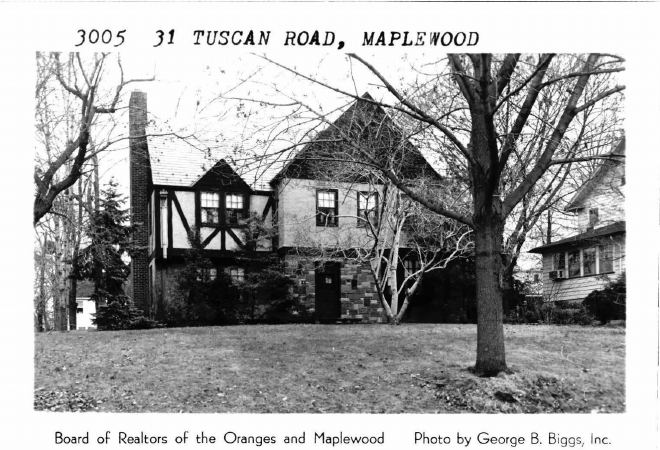 3005 31 TUSCAN ROAD, MAPLEWOOD
Board of Realtors of the Oranges and Maplewood Photo by George B. Biggs, Inc.